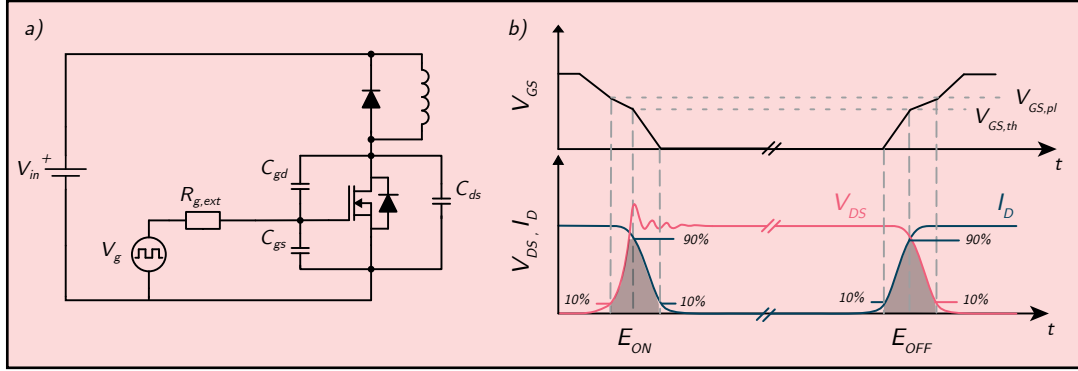 a)
V_in
+
R_g,ext
V_g
C_gd
C_gs
C_ds
b)
V_GS
V_GS,pl
V_GS,th
t
V_DS , I_D
V_DS
I_D
90%
90%
10%
10%
10%
10%
t
E_ON
E_OFF